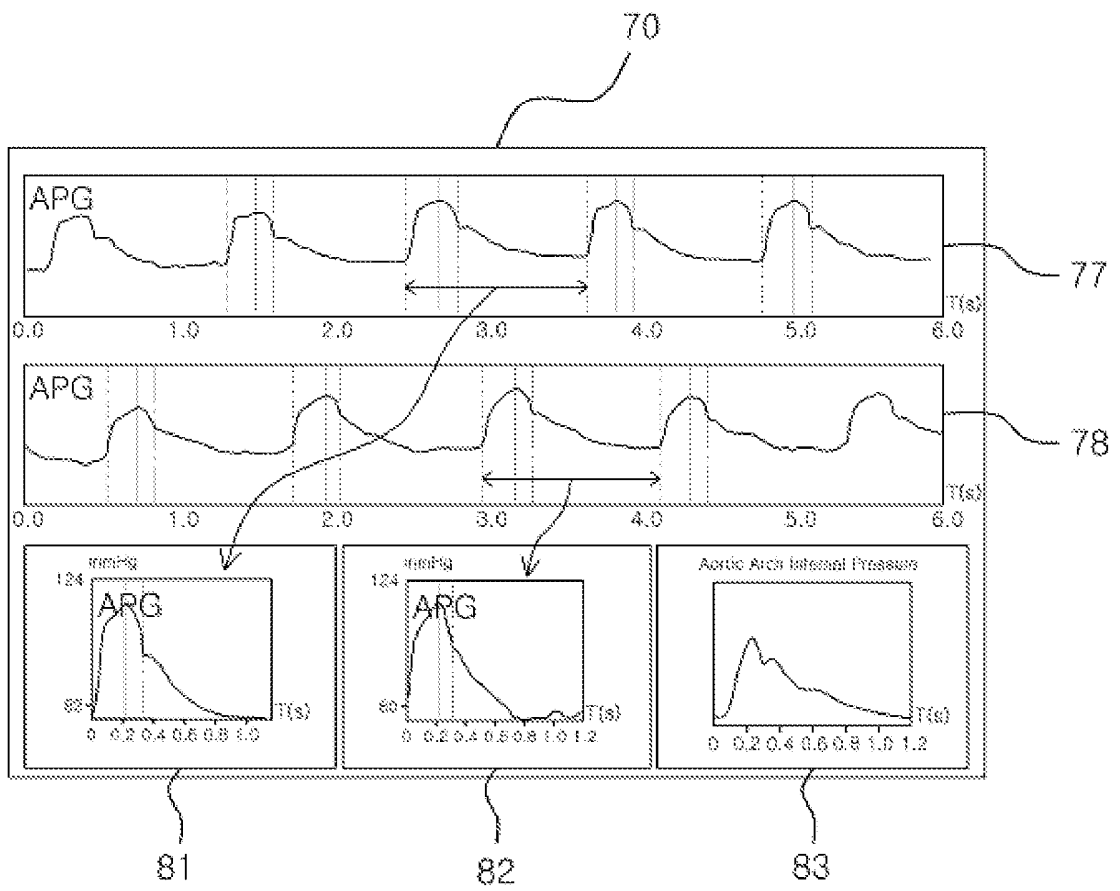 70
APG
77
T(s)
0.0 1.0 2.0 3.0 4.0 5.0 6.0
APG
78
T(s)
0.0 1.0 2.0 3.0 4.0 5.0 6.0
mmHg
124
APG
82
T(s)
0 0.2 0.4 0.6 0.8 1.0
mmHg
124
APG
60
T(s)
0 0.2 0.4 0.6 0.8 1.0 1.2
Aortic Arch Internal Pressure
T(s)
0 0.2 0.4 0.6 0.8 1.0 1.2
81 82 83